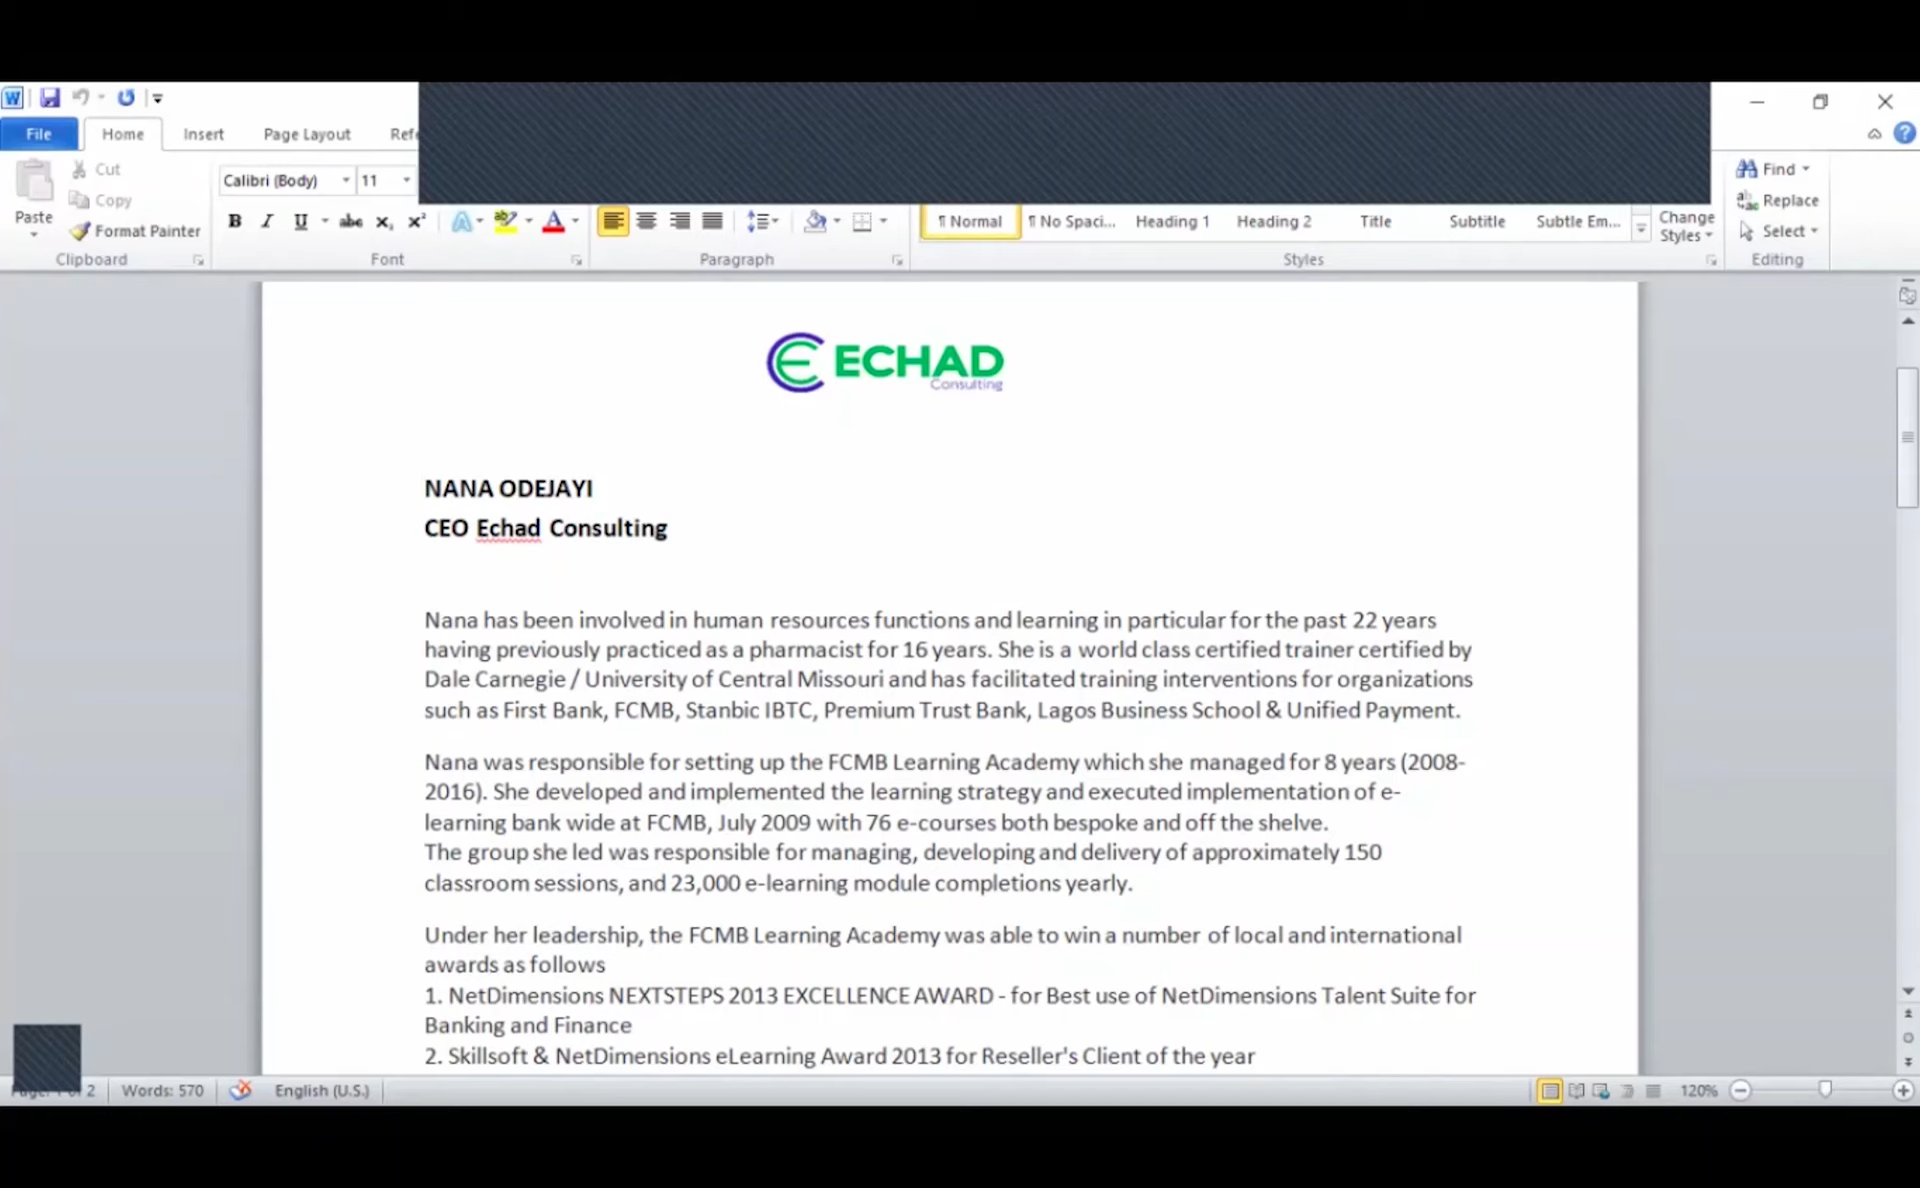 File
Home
Insert
Page Layout
Cut
Copy
Paste
Format Painter
Clipboard
Calibri (Body)
11
Font
Paragraph
¶ Normal
¶ No Spaci...
Heading 1
Heading 2
Title
Subtitle
Subtle Em...
Change
Styles
Styles
Find
Replace
Select
Editing
ECHAD
Consulting
NANA ODEJAYI
CEO Echad Consulting
Nana has been involved in human resources functions and learning in particular for the past 22 years
having previously practiced as a pharmacist for 16 years. She is a world class certified trainer certified by
Dale Carnegie / University of Central Missouri and has facilitated training interventions for organizations
such as First Bank, FCMB, Stanbic IBTC, Premium Trust Bank, Lagos Business School & Unified Payment.
Nana was responsible for setting up the FCMB Learning Academy which she managed for 8 years (2008-
2016). She developed and implemented the learning strategy and executed implementation of e-
learning bank wide at FCMB, July 2009 with 76 e-courses both bespoke and off the shelve.
The group she led was responsible for managing, developing and delivery of approximately 150
classroom sessions, and 23,000 e-learning module completions yearly.
Under her leadership, the FCMB Learning Academy was able to win a number of local and international
awards as follows
1. NetDimensions NEXTSTEPS 2013 EXCELLENCE AWARD - for Best use of NetDimensions Talent Suite for
Banking and Finance
2. Skillsoft & NetDimensions eLearning Award 2013 for Reseller's Client of the year
2
Words: 570
English (U.S.)
120%